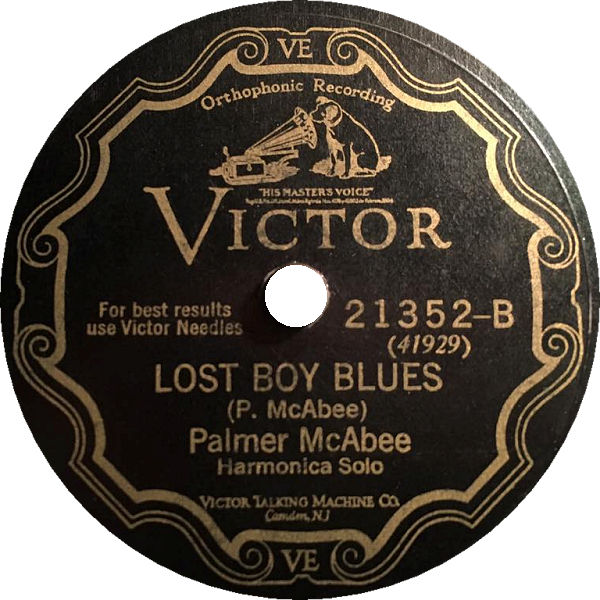 VE
Orthophonic Recording
"HIS MASTER'S VOICE"
VICTOR
For best results
use Victor Needles
21352-B
(41929)
LOST BOY BLUES
(P. McAbee)
Palmer McAbee
Harmonica Solo
VICTOR TALKING MACHINE CO.
Camden, NJ
VE